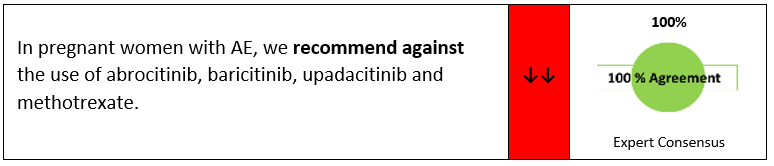 In pregnant women with AE, we recommend against
the use of abrocitinib, baricitinib, upadacitinib and
methotrexate.
↓↓
100%
100 % Agreement
Expert Consensus